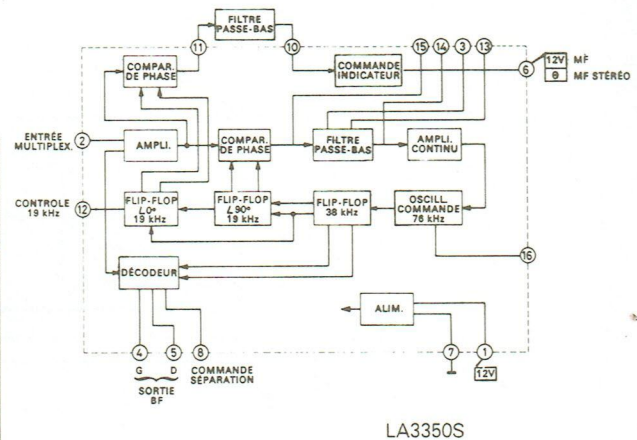 FILTRE
PASSE-BAS
11
10
15
14
3
13
COMPAR.
DE PHASE
COMMANDE
INDICATEUR
6
12V MF
0 MF STÉRÉO
ENTRÉE
MULTIPLEX.
2
AMPLI.
COMPAR.
DE PHASE
FILTRE
PASSE-BAS
AMPLI.
CONTINU
CONTROLE
19 kHz
12
FLIP-FLOP
∠0°
19 kHz
FLIP-FLOP
∠90°
19 kHz
FLIP-FLOP
38 kHz
OSCILL.
COMMANDE
76 kHz
16
DÉCODEUR
ALIM.
4
5
8
COMMANDE
SÉPARATION
7
1
G D
12V
SORTIE
BF
LA3350S